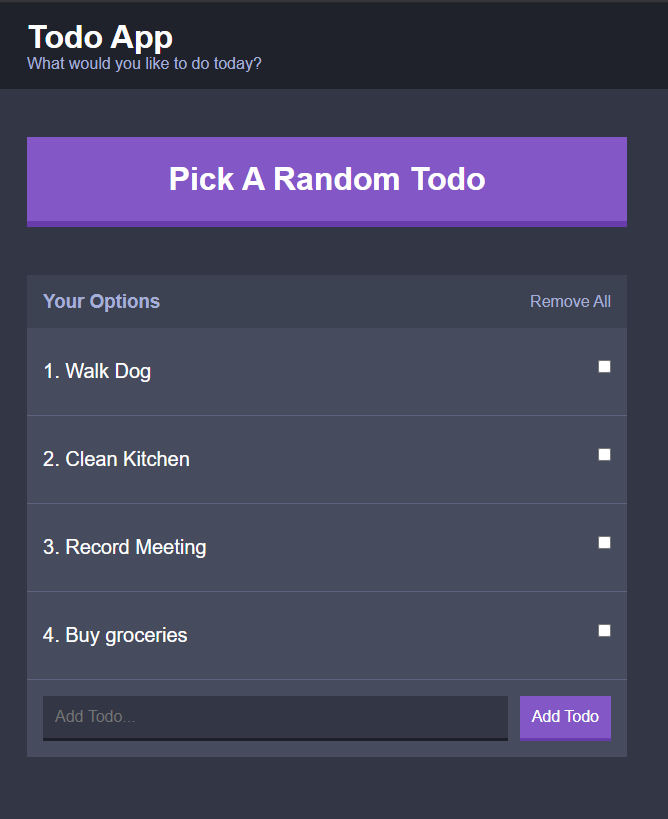 Todo App
What would you like to do today?
Pick A Random Todo
Your Options Remove All
1. Walk Dog
2. Clean Kitchen
3. Record Meeting
4. Buy groceries
Add Todo... Add Todo